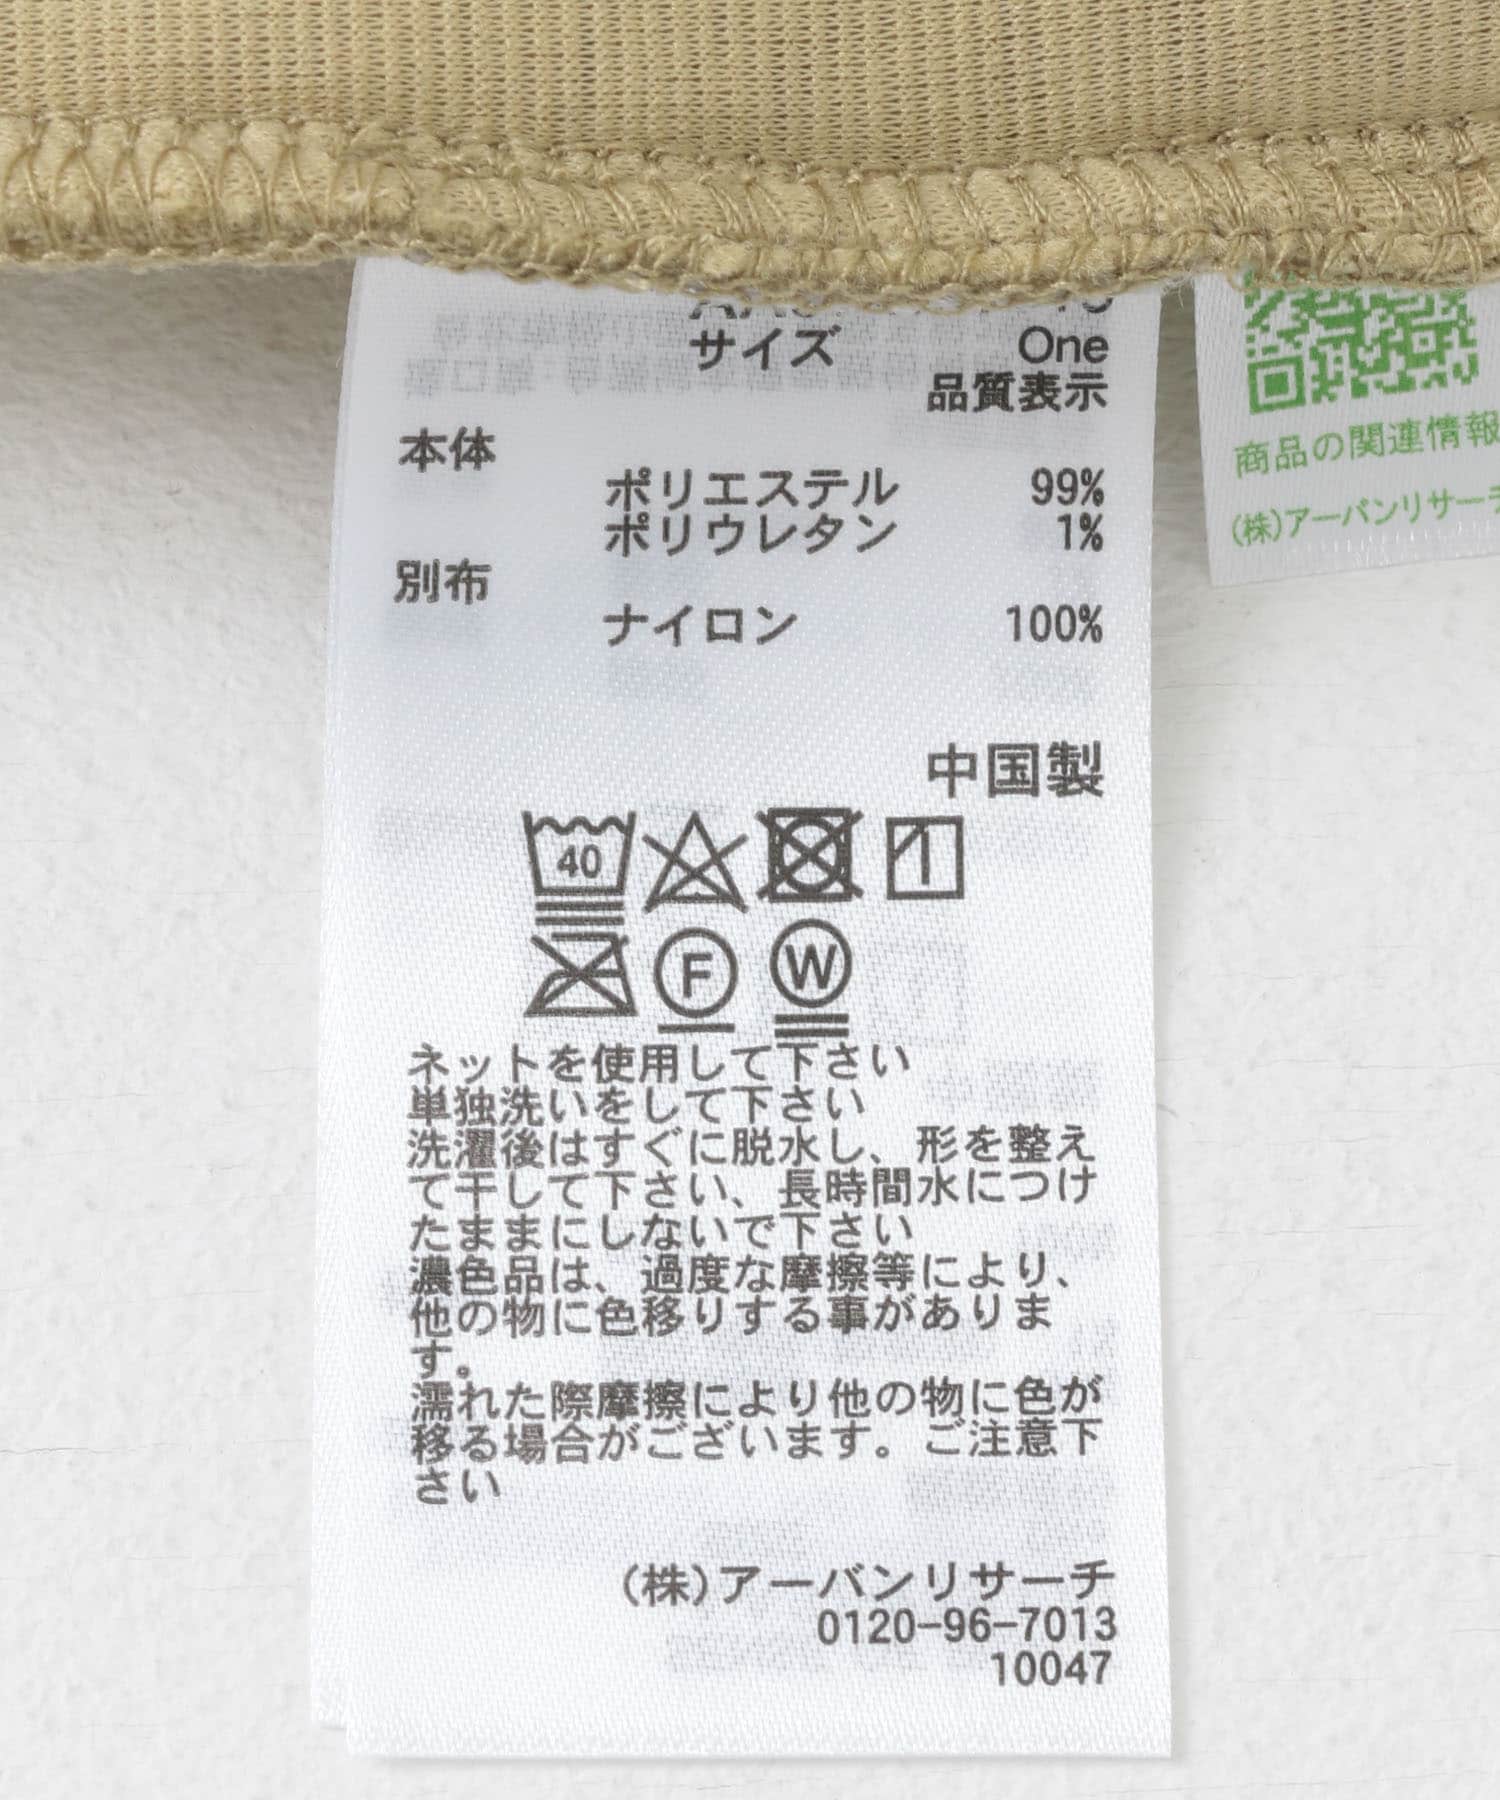 サイズ One
品質表示
本体
ポリエステル 99%
ポリウレタン 1%
別布
ナイロン 100%
中国製
40
F W
ネットを使用して下さい
単独洗いをして下さい
洗濯後はすぐに脱水し、形を整え
て干して下さい、長時間水につけ
たままにしないで下さい
濃色品は、過度な摩擦等により、
他の物に色移りする事がありま
す。
濡れた際摩擦により他の物に色が
移る場合がございます。ご注意下
さい
(株)アーバンリサーチ
0120-96-7013
10047
商品の関連情報
(株)アーバンリサーチ